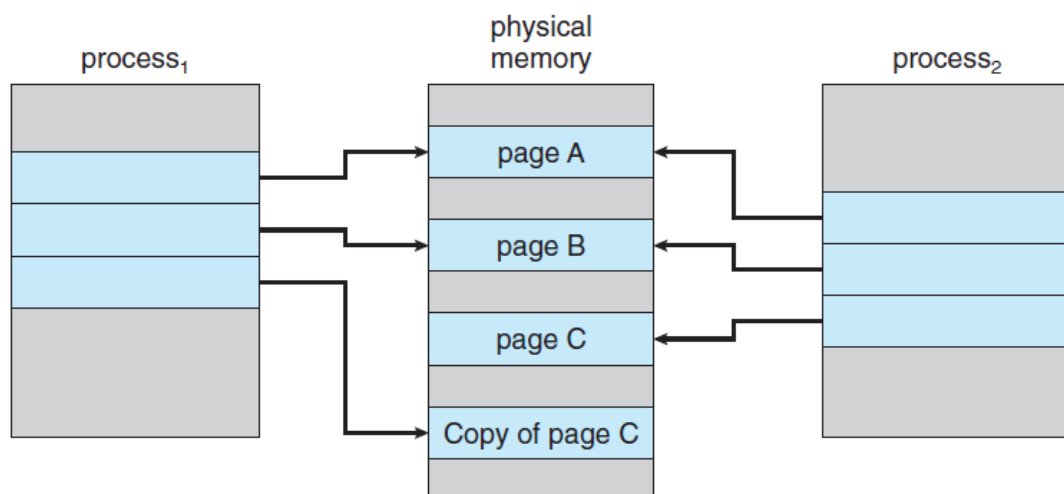 process₁
physical
memory
process₂
page A
page B
page C
Copy of page C